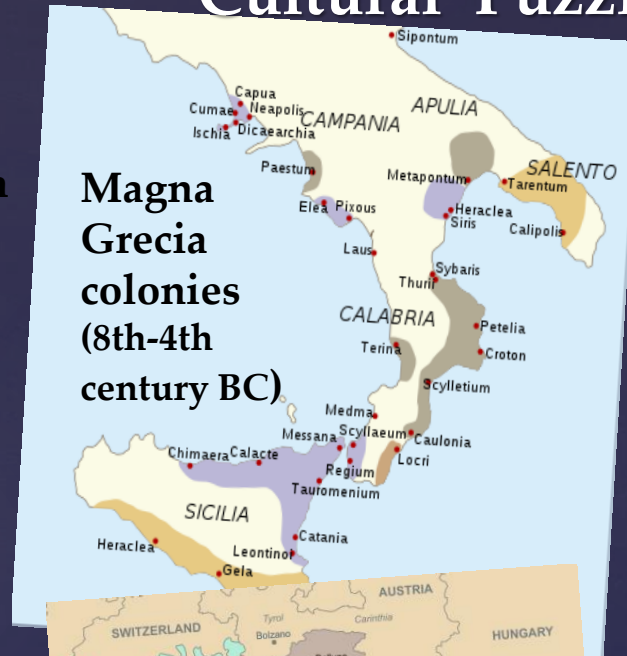 Cultural Puzzl
n
Sipontum
Capua
Cumae Neapolis
CAMPANIA
APULIA
Ischia Dicaearchia
Paestum
SALENTO
Metapontum
Tarentum
Magna
Grecia
colonies
(8th-4th
century BC)
Elea Pixous
Heraclea
Siris
Calipolis
Laus
Sybaris
Thurii
CALABRIA
Petelia
Terina
Croton
Scylletium
Medma
Messana Scyllaeum
Caulonia
Chimaera Calacte
Locri
Regium
Tauromenium
SICILIA
Catania
Heraclea
Leontinoi
Gela
AUSTRIA
SWITZERLAND
Tyrol
Carinthia
Bolzano
HUNGARY